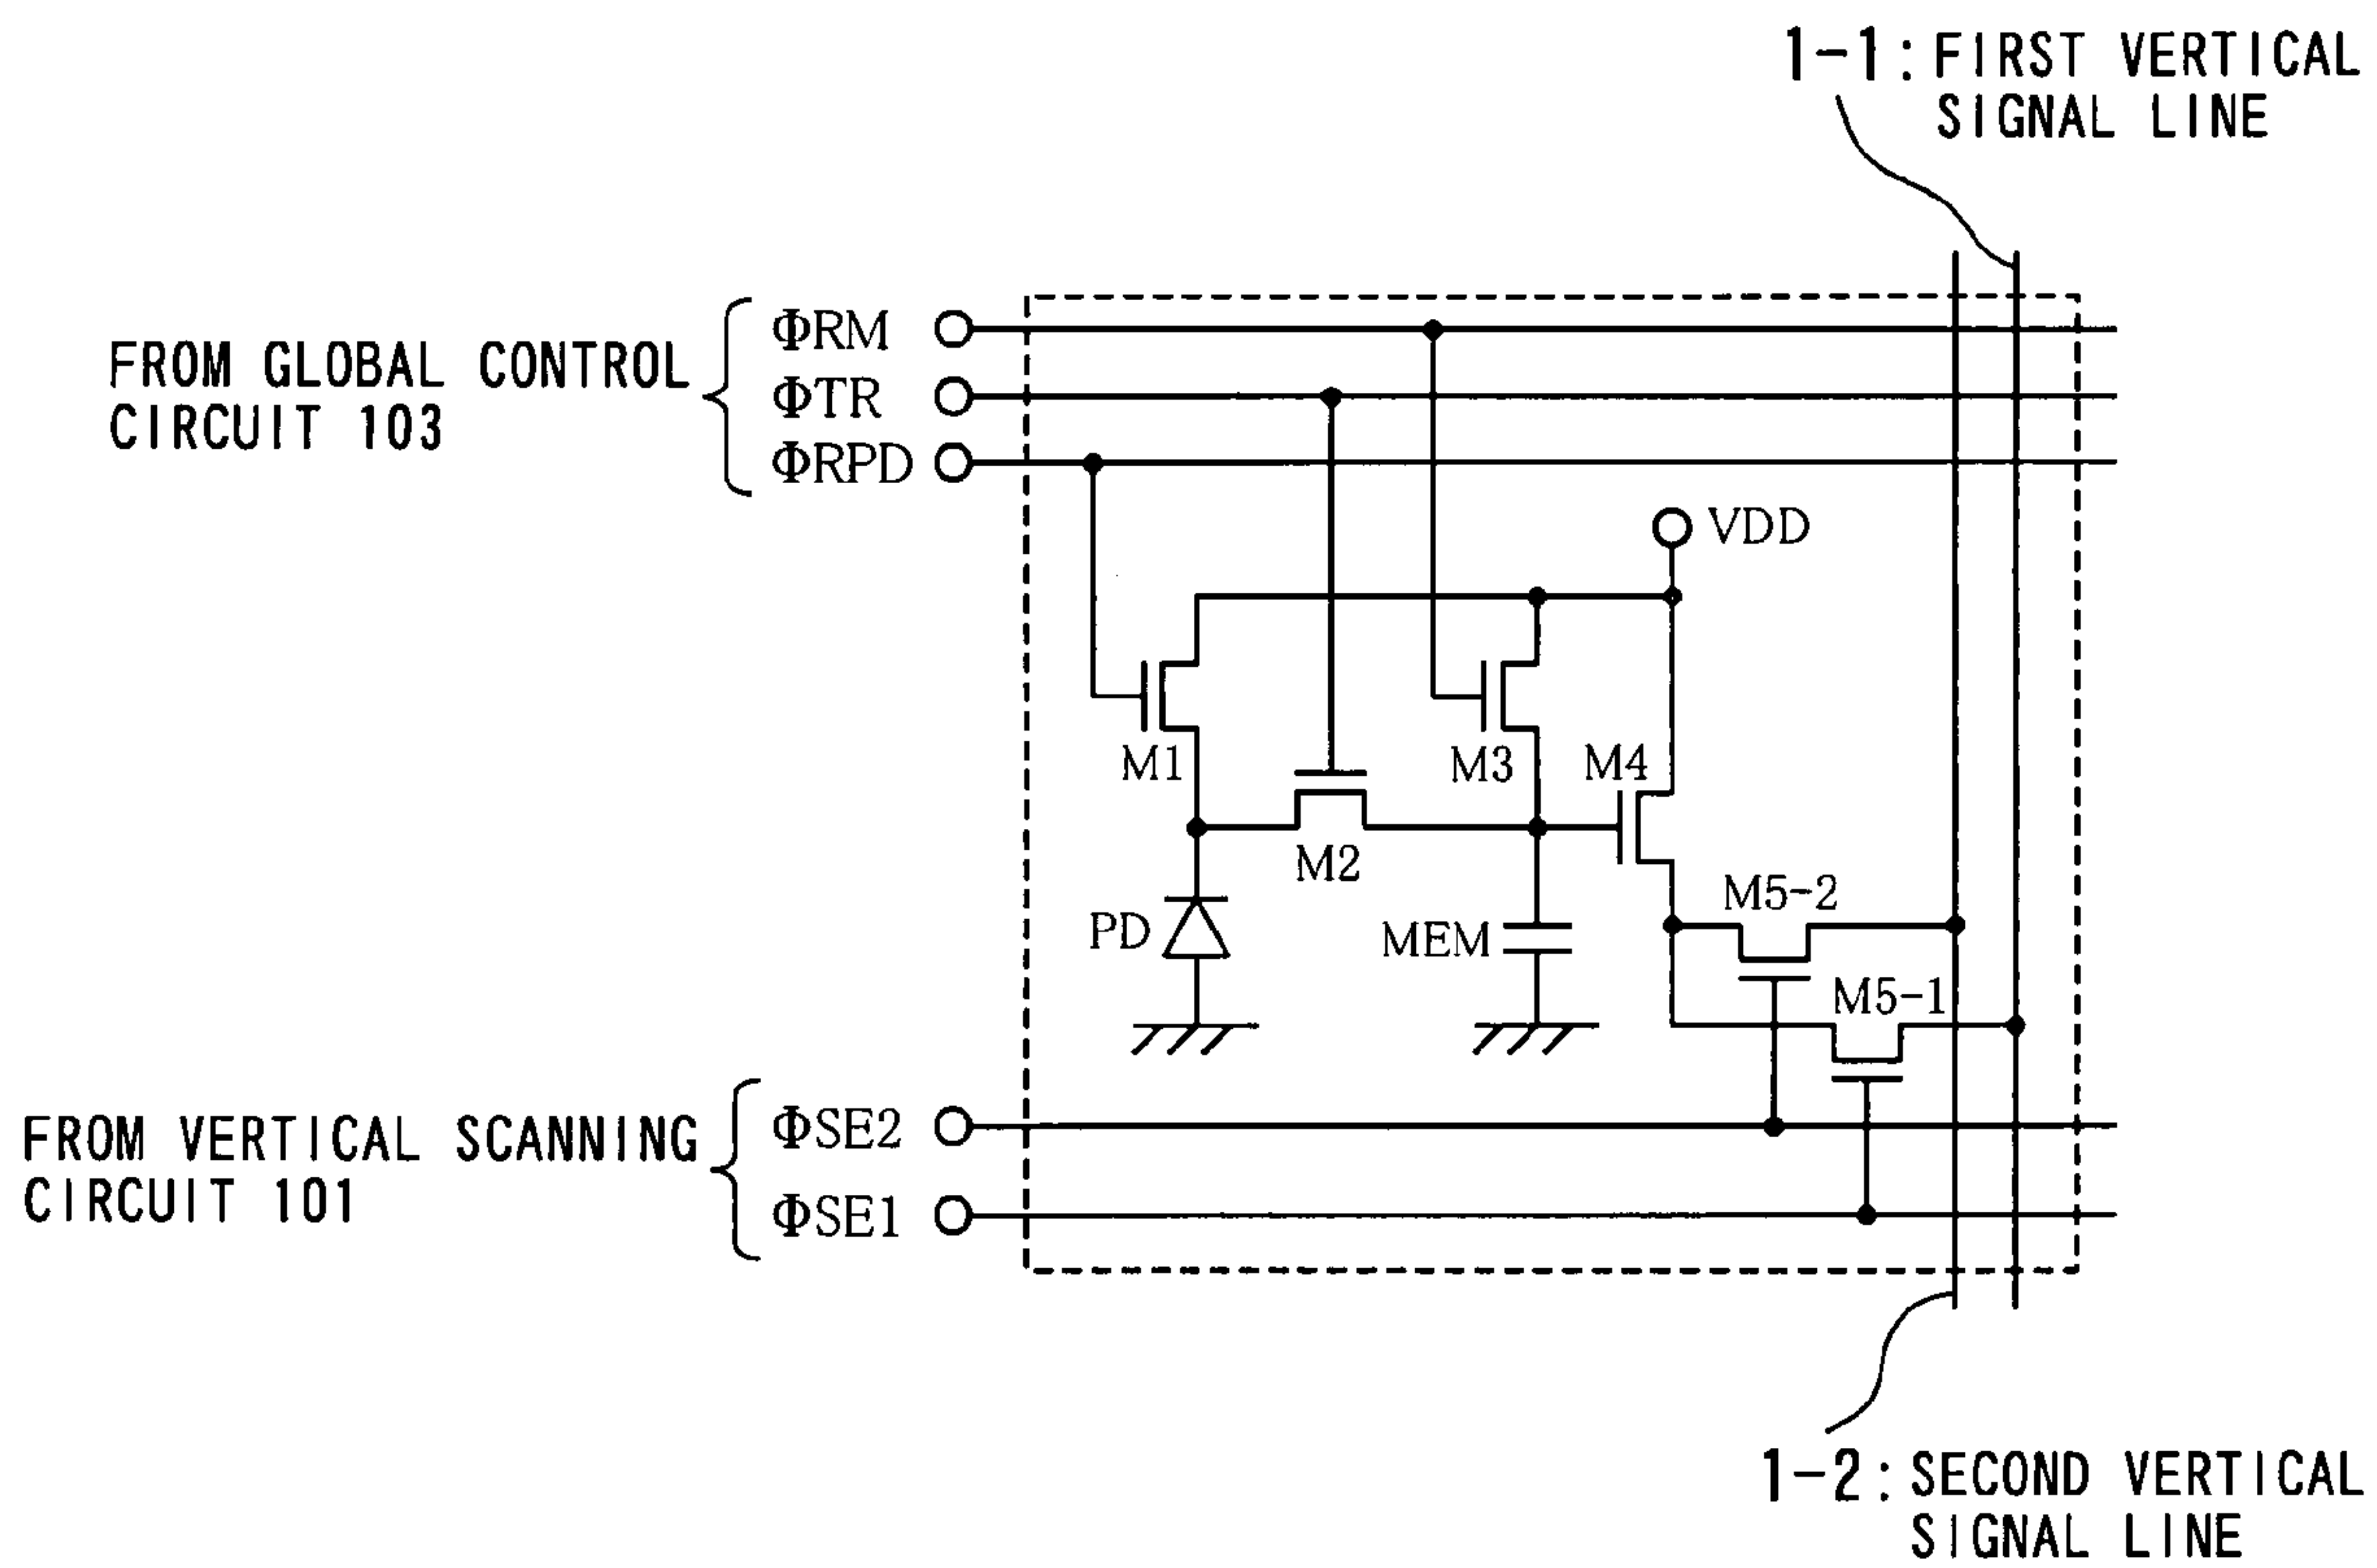 1-1: FIRST VERTICAL
SIGNAL LINE
FROM GLOBAL CONTROL
CIRCUIT 103
ΦRM
ΦTR
ΦRPD
VDD
M1
M3
M4
M2
M5-2
PD
MEM
M5-1
FROM VERTICAL SCANNING
CIRCUIT 101
ΦSE2
ΦSE1
1-2: SECOND VERTICAL
SIGNAL LINE